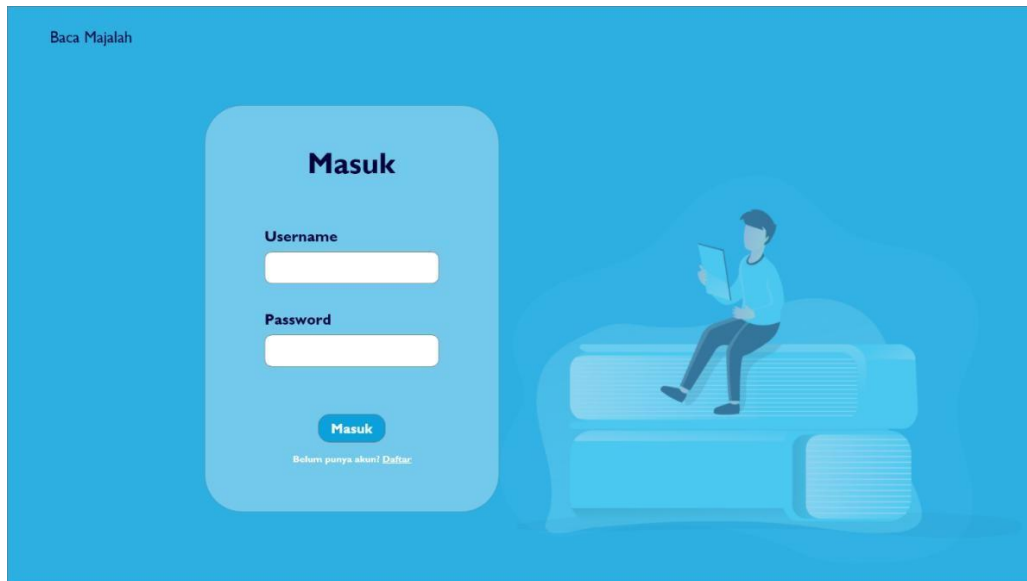 Baca Majalah
Masuk
Username
Password
Masuk
Belum punya akun? Daftar